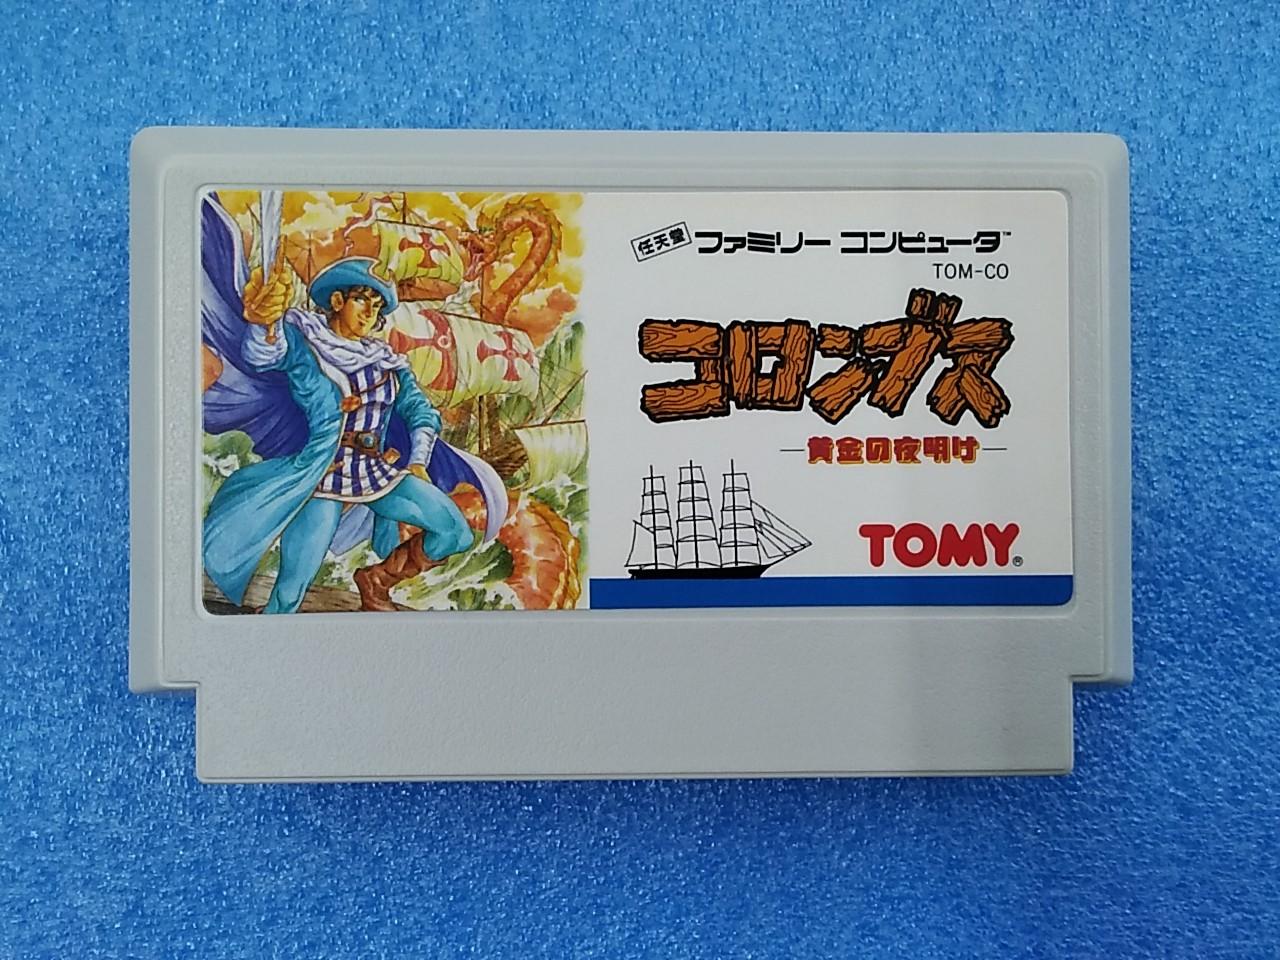 任天堂 ファミリー コンピュータ™
TOM-CO
コロンブス
—黄金の夜明け—
TOMY®